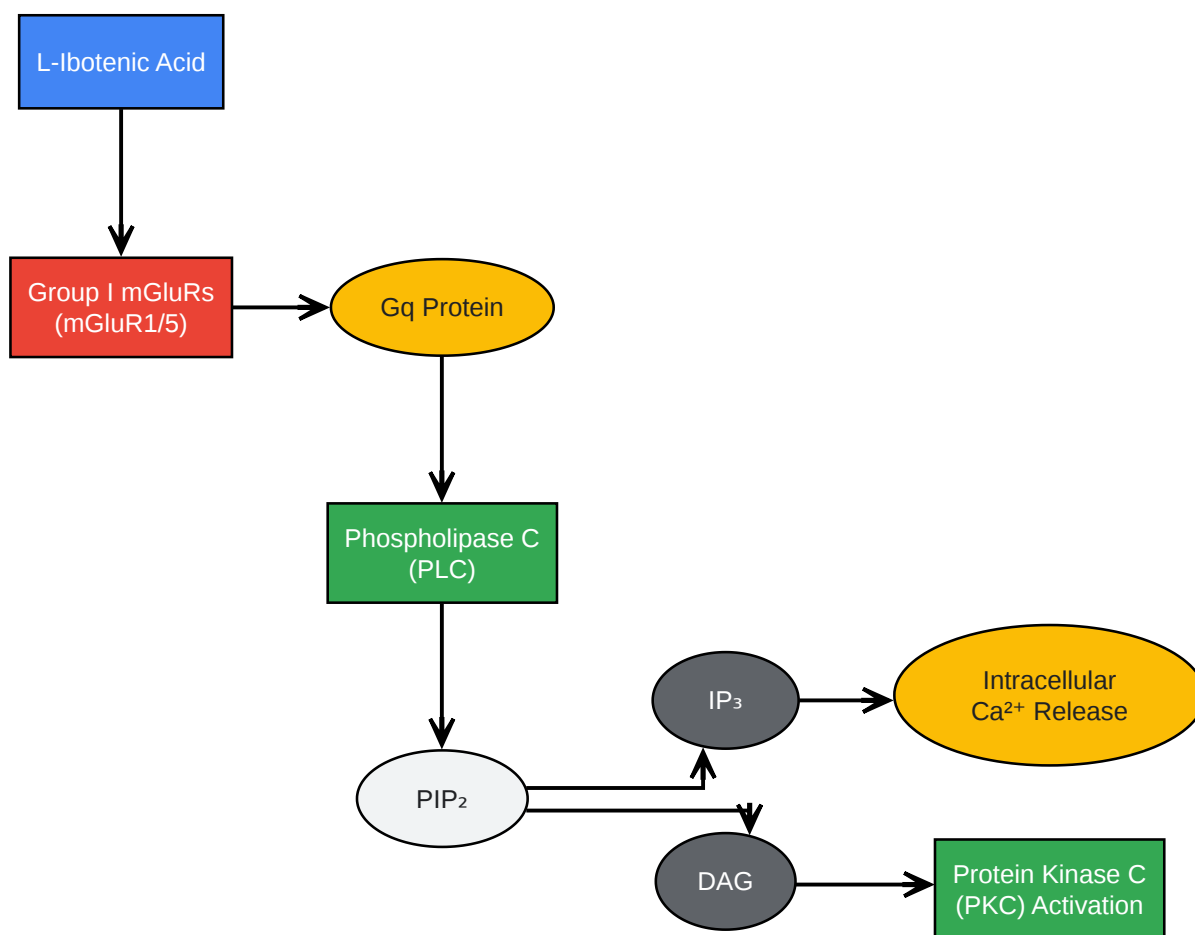 L-Ibotenic Acid
Group I mGluRs
(mGluR1/5)
Gq Protein
Phospholipase C
(PLC)
PIP₂
IP₃
Intracellular
Ca²⁺ Release
DAG
Protein Kinase C
(PKC) Activation